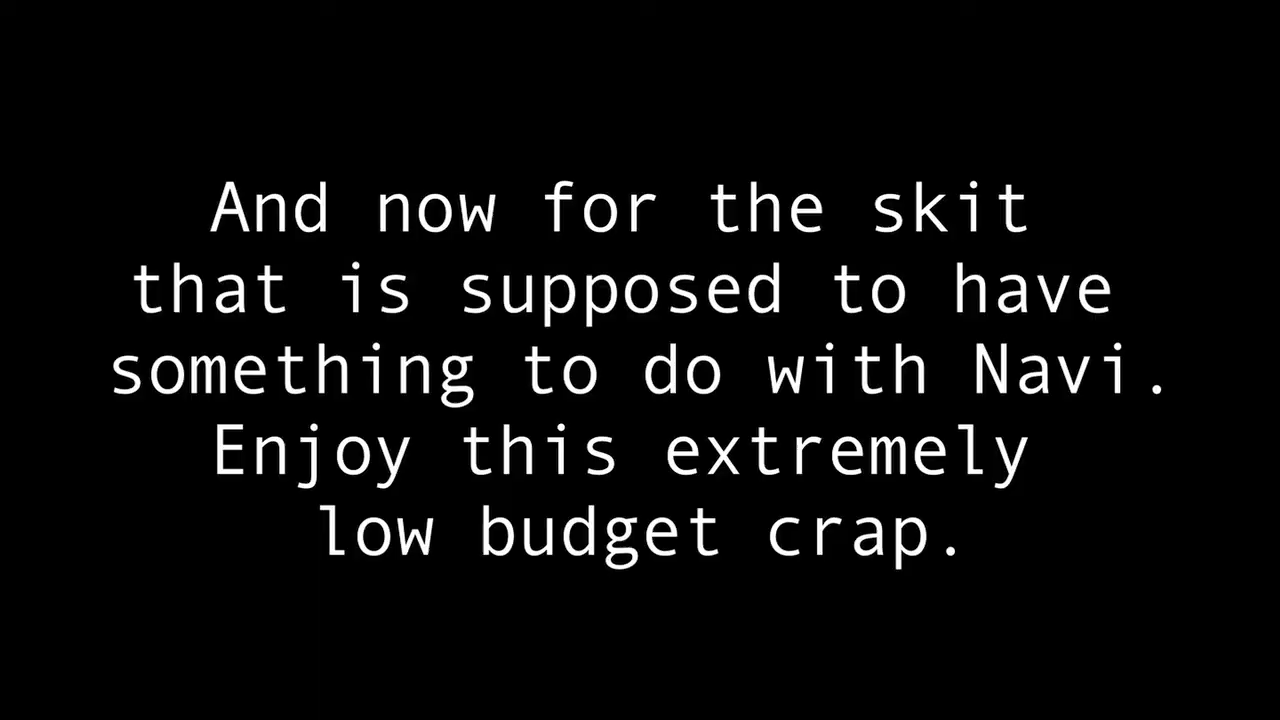 And now for the skit
that is supposed to have
something to do with Navi.
Enjoy this extremely
low budget crap.